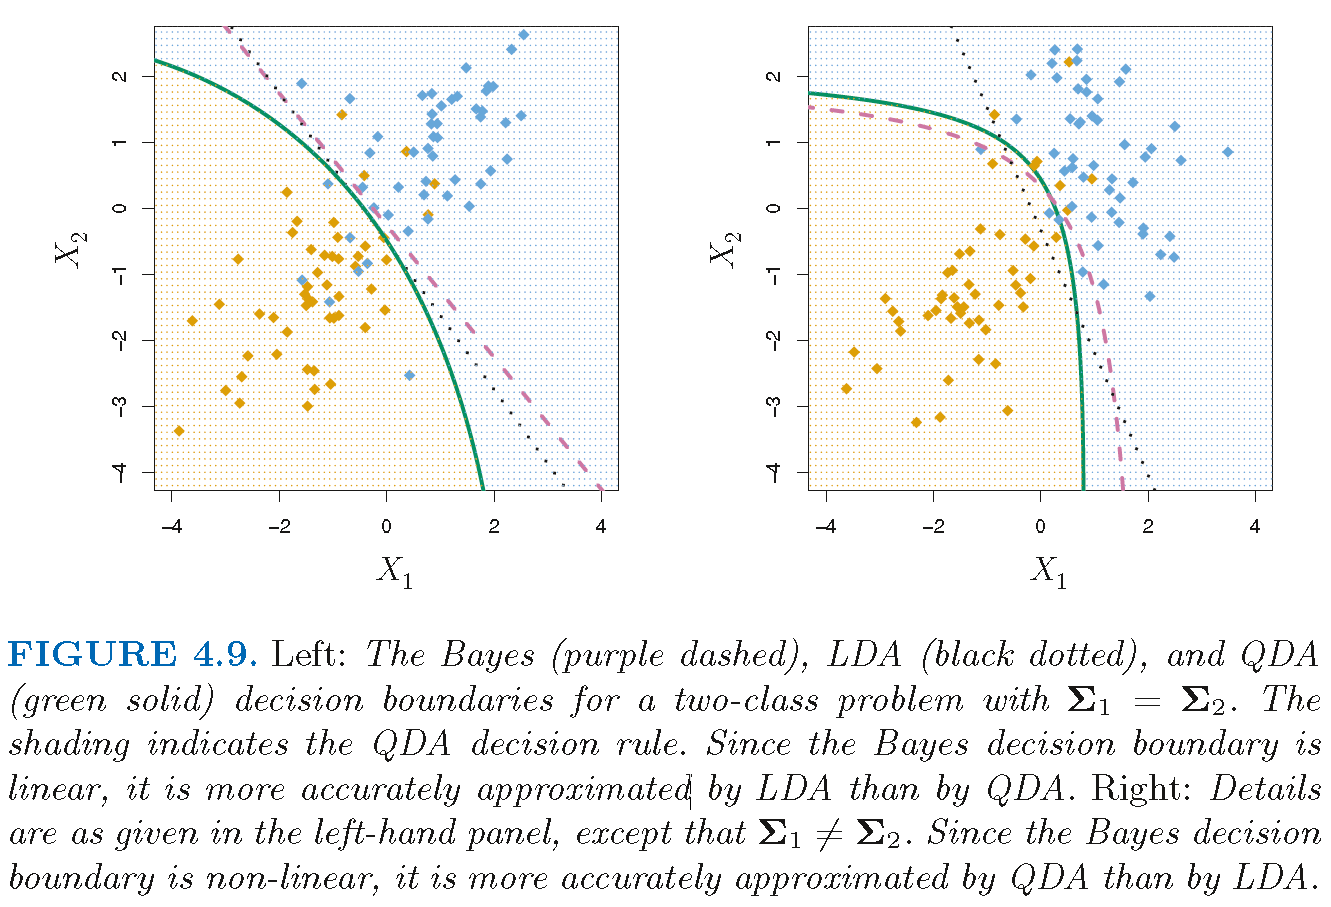 2
1
0
−1
−2
−3
−4
X2
−4 −2 0 2 4
X1
2
1
0
−1
−2
−3
−4
X2
−4 −2 0 2 4
X1
FIGURE 4.9. Left: The Bayes (purple dashed), LDA (black dotted), and QDA
(green solid) decision boundaries for a two-class problem with Σ1 = Σ2. The
shading indicates the QDA decision rule. Since the Bayes decision boundary is
linear, it is more accurately approximated by LDA than by QDA. Right: Details
are as given in the left-hand panel, except that Σ1 ≠ Σ2. Since the Bayes decision
boundary is non-linear, it is more accurately approximated by QDA than by LDA.